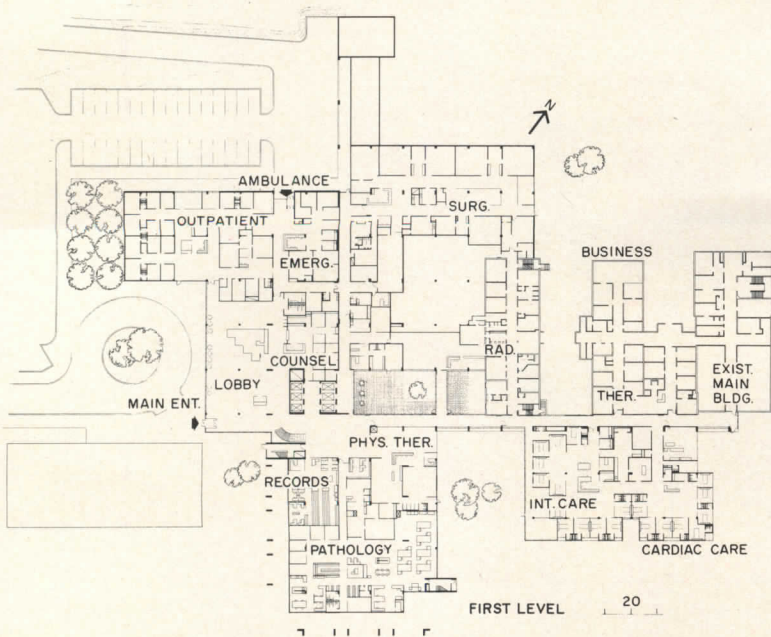 N
AMBULANCE
SURG.
OUTPATIENT
BUSINESS
EMERG.
RAD.
COUNSEL
LOBBY
EXIST.
MAIN
BLDG.
THER.
MAIN ENT.
PHYS. THER.
RECORDS
INT. CARE
PATHOLOGY
CARDIAC CARE
FIRST LEVEL
20